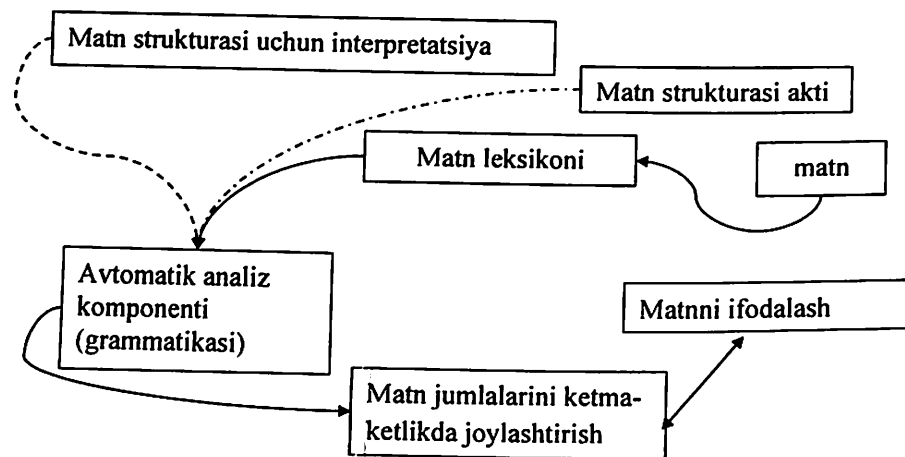 Matn strukturasi uchun interpretatsiya
Matn strukturasi akti
Matn leksikoni
matn
Avtomatik analiz
komponenti
(grammatikasi)
Matnni ifodalash
Matn jumlalarini ketma-
ketlikda joylashtirish